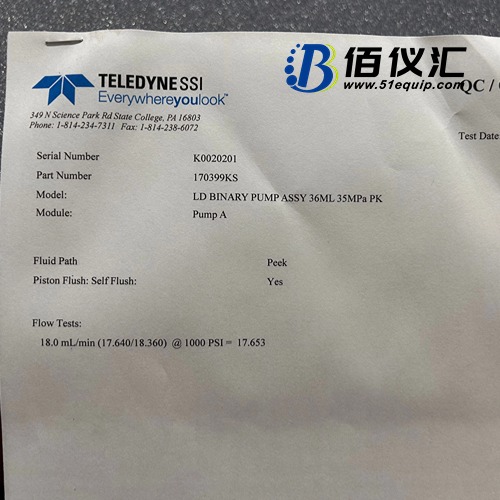 佰仪汇
www.51equip.com
TELEDYNE SSI
Everywhereyoulook™
349 N Science Park Rd State College, PA 16803
Phone: 1-814-234-7311 Fax: 1-814-238-6072
QC /
Test Date
Serial Number K0020201
Part Number 170399KS
Model: LD BINARY PUMP ASSY 36ML 35MPa PK
Module: Pump A
Fluid Path Peek
Piston Flush: Self Flush: Yes
Flow Tests:
18.0 mL/min (17.640/18.360) @ 1000 PSI = 17.653